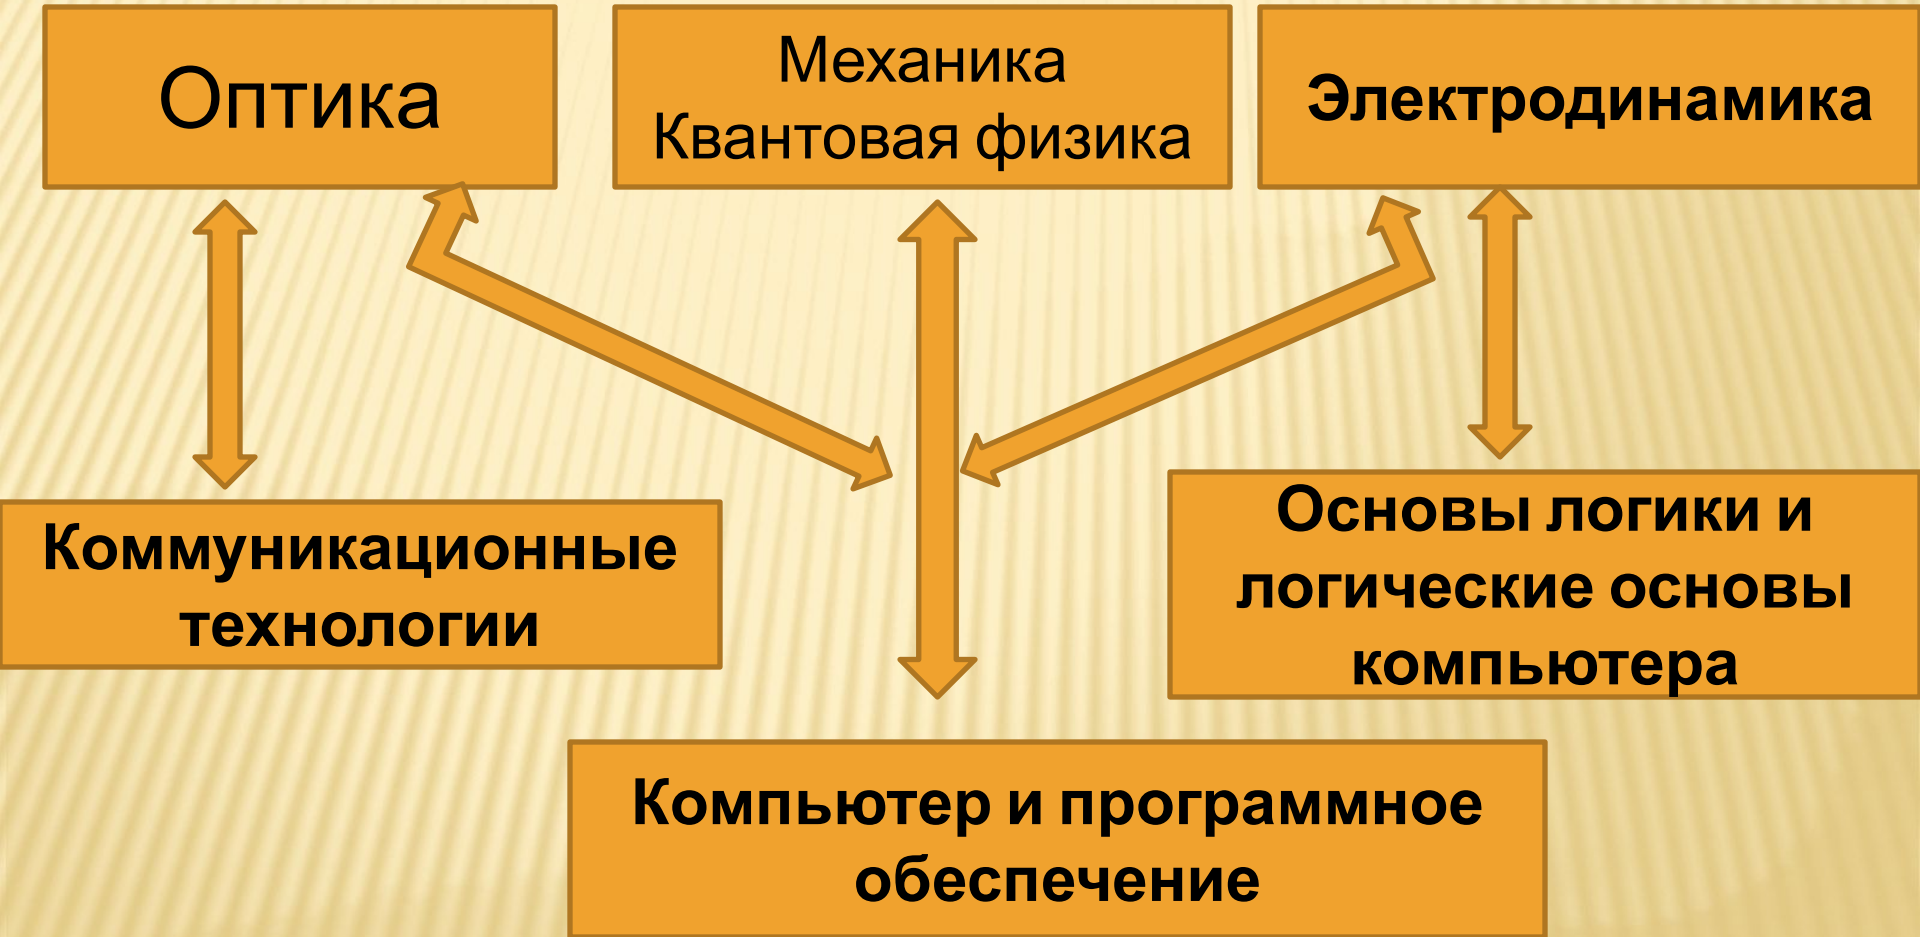 Оптика
Механика
Квантовая физика
Электродинамика
Коммуникационные
технологии
Основы логики и
логические основы
компьютера
Компьютер и программное
обеспечение